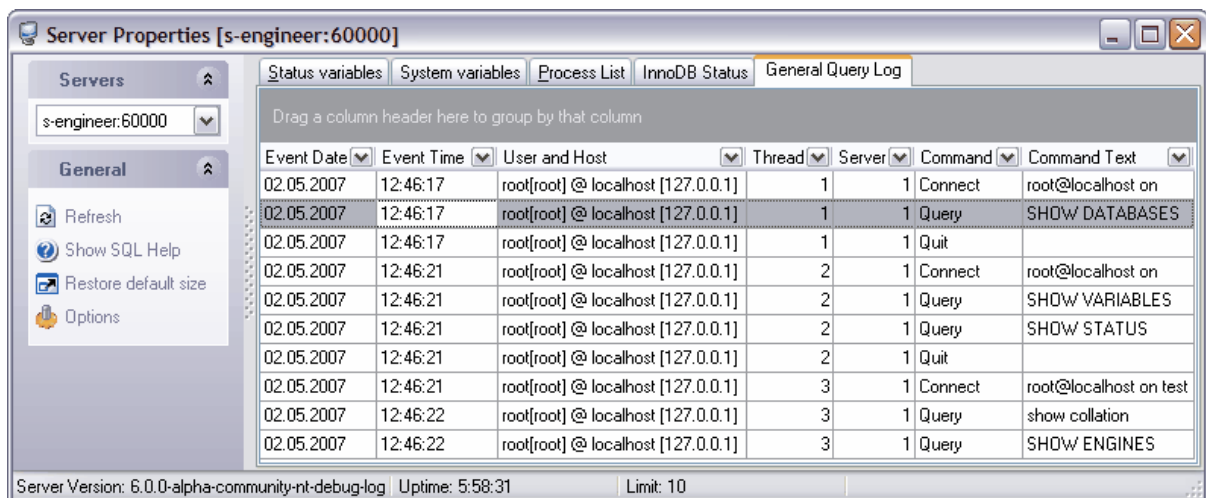 Server Properties [s-engineer:60000]
Servers
s-engineer:60000
General
Refresh
Show SQL Help
Restore default size
Options
Status variables System variables Process List InnoDB Status General Query Log
Drag a column header here to group by that column
Event Date Event Time User and Host Thread Server Command Command Text
02.05.2007 12:46:17 root[root] @ localhost [127.0.0.1] 1 1 Connect root@localhost on
02.05.2007 12:46:17 root[root] @ localhost [127.0.0.1] 1 1 Query SHOW DATABASES
02.05.2007 12:46:17 root[root] @ localhost [127.0.0.1] 1 1 Quit
02.05.2007 12:46:21 root[root] @ localhost [127.0.0.1] 2 1 Connect root@localhost on
02.05.2007 12:46:21 root[root] @ localhost [127.0.0.1] 2 1 Query SHOW VARIABLES
02.05.2007 12:46:21 root[root] @ localhost [127.0.0.1] 2 1 Query SHOW STATUS
02.05.2007 12:46:21 root[root] @ localhost [127.0.0.1] 2 1 Quit
02.05.2007 12:46:21 root[root] @ localhost [127.0.0.1] 3 1 Connect root@localhost on test
02.05.2007 12:46:22 root[root] @ localhost [127.0.0.1] 3 1 Query show collation
02.05.2007 12:46:22 root[root] @ localhost [127.0.0.1] 3 1 Query SHOW ENGINES
Server Version: 6.0.0-alpha-community-nt-debug-log Uptime: 5:58:31 Limit: 10